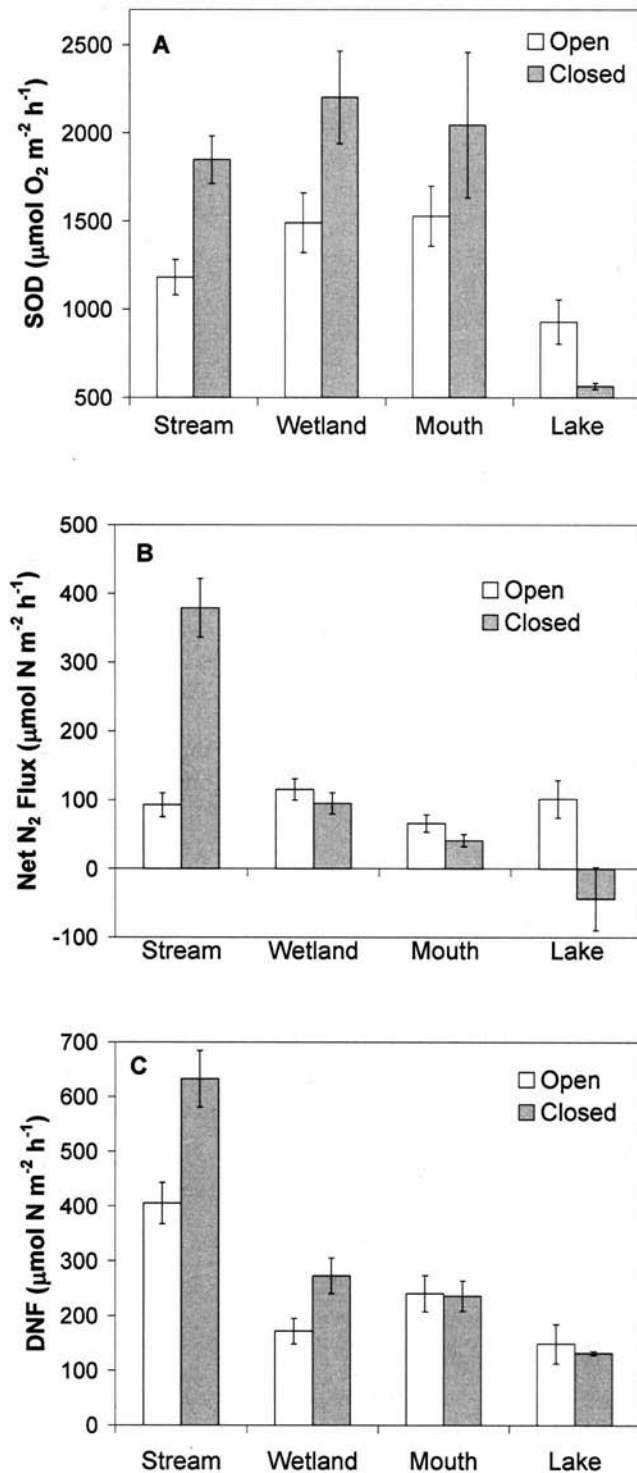 A
Open
Closed
2500
2000
1500
1000
500
SOD (µmol O₂ m⁻² h⁻¹)
Stream Wetland Mouth Lake
B
Open
Closed
500
400
300
200
100
0
-100
Net N₂ Flux (µmol N m⁻² h⁻¹)
Stream Wetland Mouth Lake
C
Open
Closed
700
600
500
400
300
200
100
0
DNF (µmol N m⁻² h⁻¹)
Stream Wetland Mouth Lake